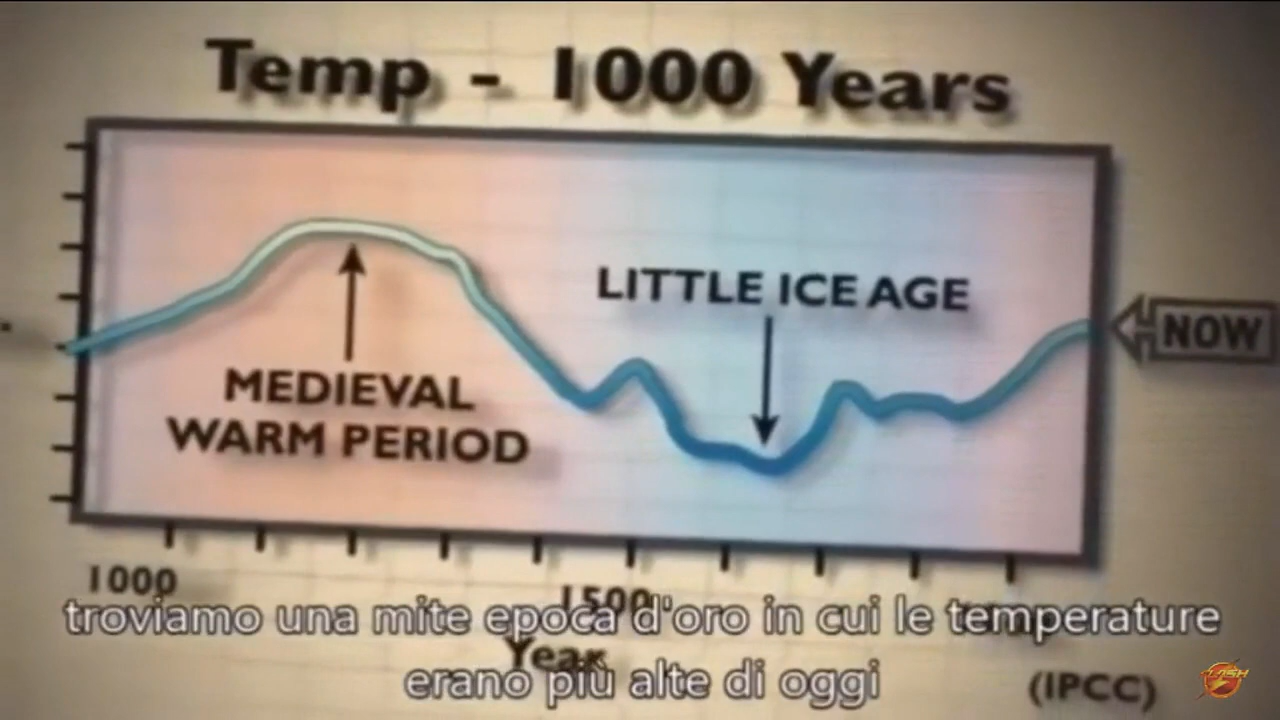 Temp - 1000 Years
LITTLE ICE AGE
NOW
MEDIEVAL
WARM PERIOD
1000
1500
troviamo una mite epoca d'oro in cui le temperature
Year
erano più alte di oggi
(IPCC)